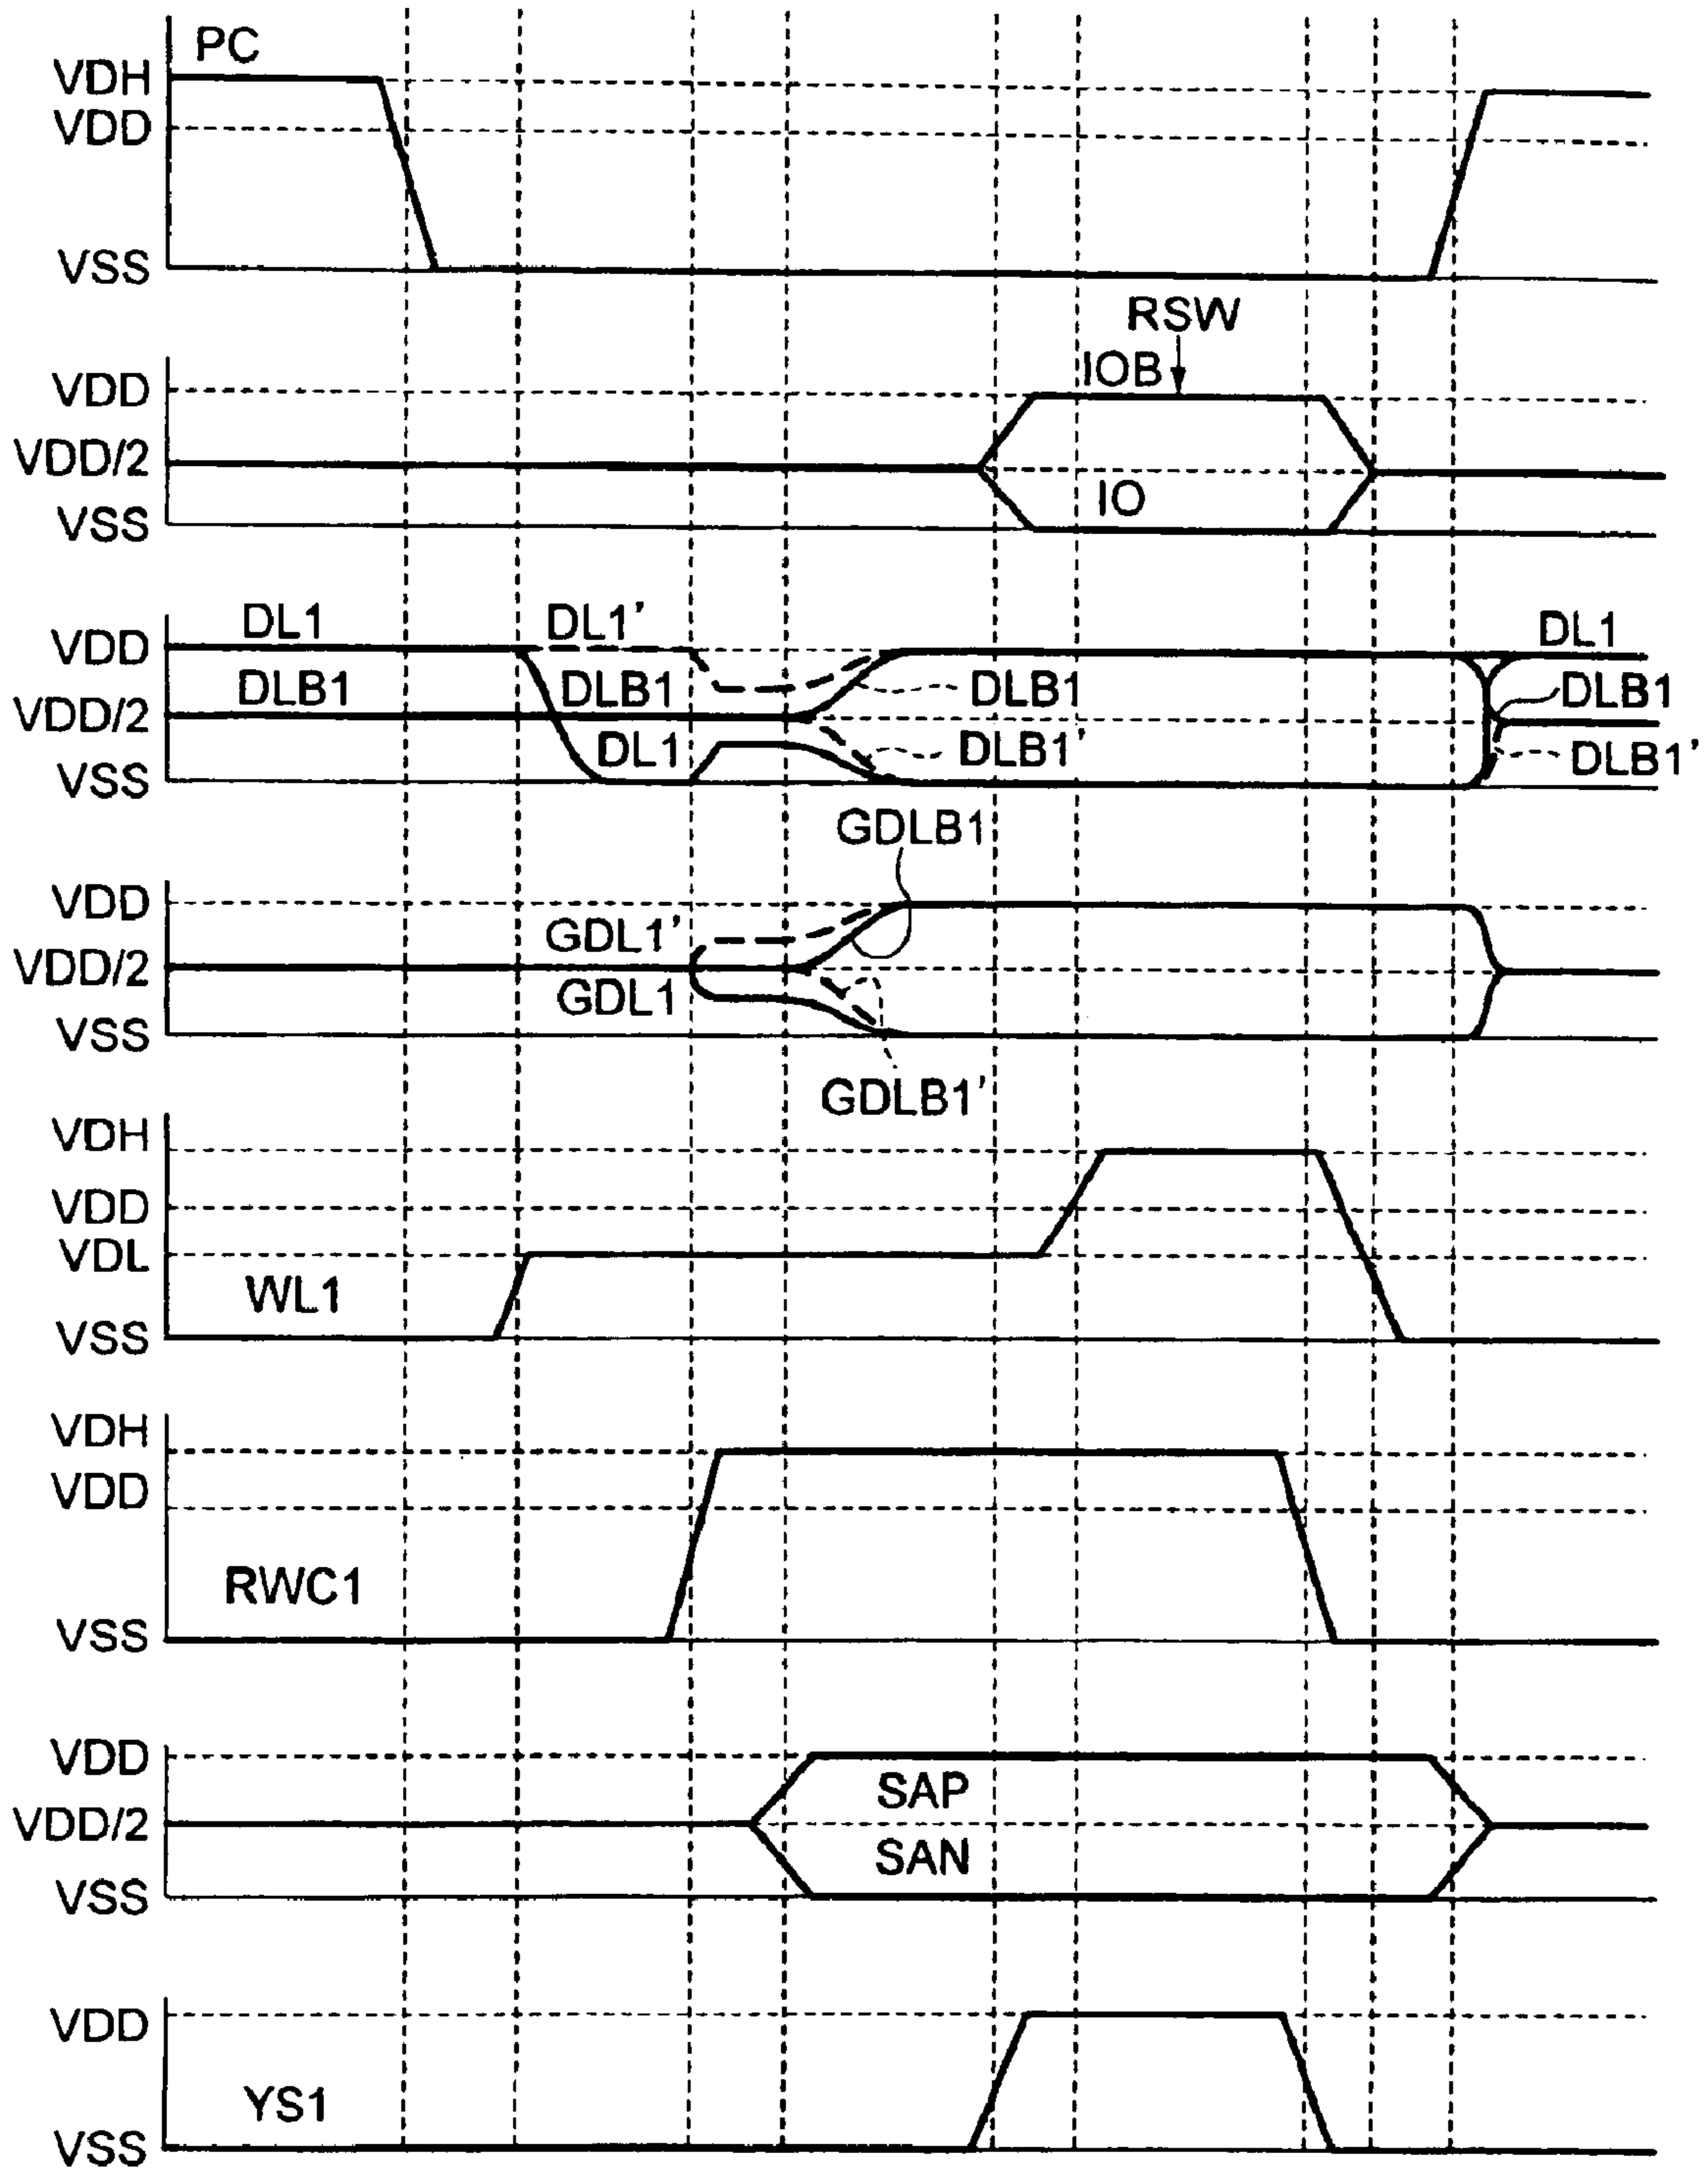 PC
VDH
VDD
VSS
RSW
IOB
VDD
VDD/2
IO
VSS
DL1 DL1' DL1
VDD
DLB1 DLB1 DLB1 DLB1
VDD/2
DL1 DLB1' DLB1'
VSS
GDLB1
VDD
GDL1'
VDD/2
GDL1
VSS
GDLB1'
VDH
VDD
VDL
WL1
VSS
VDH
VDD
RWC1
VSS
VDD
SAP
VDD/2
SAN
VSS
VDD
YS1
VSS